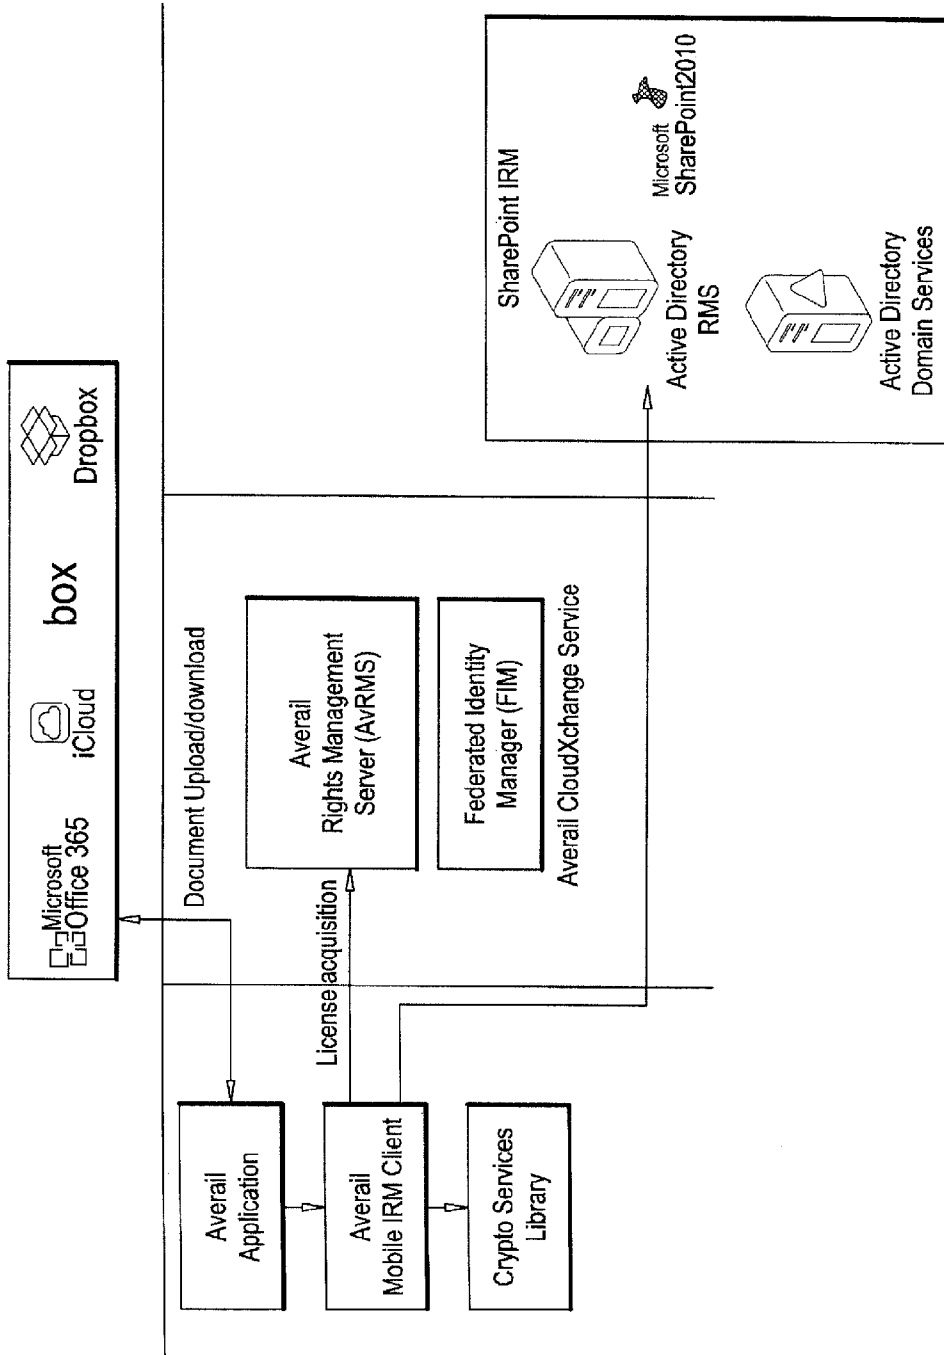 Microsoft
Office 365
iCloud
box
Dropbox
Document Upload/download
Averail
Application
Averail
Mobile IRM Client
Crypto Services
Library
License acquisition
Averail
Rights Management
Server (AvRMS)
Federated Identity
Manager (FIM)
Averail CloudXchange Service
SharePoint IRM
Microsoft
SharePoint2010
Active Directory
RMS
Active Directory
Domain Services